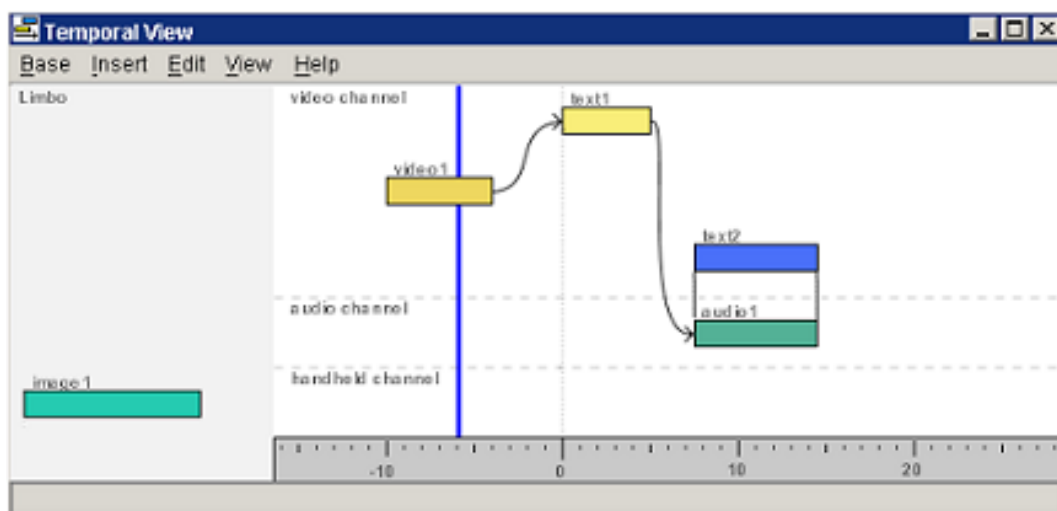 Temporal View
Base Insert Edit View Help
Limbo
video channel
text1
video1
text2
audio channel
audio1
handheld channel
image1
-10 0 10 20